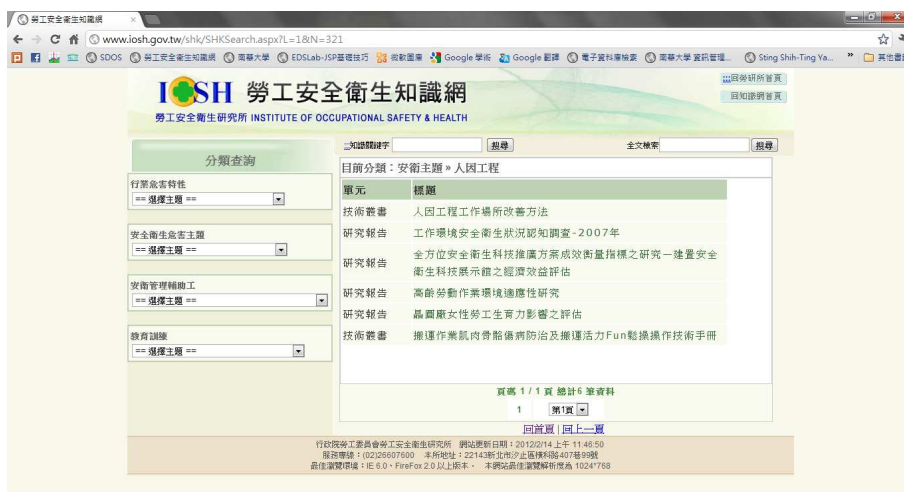 勞工安全衛生知識網
www.iosh.gov.tw/shk/SHKSearch.aspx?L=1&N=321
SDOS 勞工安全衛生知識網 南華大學 EDSLab-JSP基礎技巧 微軟圖庫 Google 學術 Google 翻譯 電子資料庫檢索 南華大學 資訊管理... Sting Shih-Ting Ya... » 其他書
IOSH 勞工安全衛生知識網
勞工安全衛生研究所 INSTITUTE OF OCCUPATIONAL SAFETY & HEALTH
:::回勞研所首頁
回知識網首頁
:::知識關鍵字 搜尋 全文檢索 搜尋
分類查詢
行業危害特性
== 選擇主題 ==
安全衛生危害主題
== 選擇主題 ==
安衛管理輔助工
== 選擇主題 ==
教育訓練
== 選擇主題 ==
目前分類：安衛主題 » 人因工程
單元 標題
技術叢書 人因工程工作場所改善方法
研究報告 工作環境安全衛生狀況認知調查-2007年
研究報告 全方位安全衛生科技推廣方案成效衡量指標之研究－建置安全
衛生科技展示館之經濟效益評估
研究報告 高齡勞動作業環境適應性研究
研究報告 晶圓廠女性勞工生育力影響之評估
技術叢書 搬運作業肌肉骨骼傷病防治及搬運活力Fun鬆操操作技術手冊
頁碼 1 / 1 頁 總計6 筆資料
1 第1頁
回首頁 | 回上一頁
行政院勞工委員會勞工安全衛生研究所 網站更新日期：2012/2/14 上午 11:46:50
服務專線：(02)26607600 本所地址：22143新北市汐止區橫科路407巷99號
最佳瀏覽環境：IE 6.0、FireFox 2.0 以上版本。 本網站最佳瀏覽解析度為 1024*768